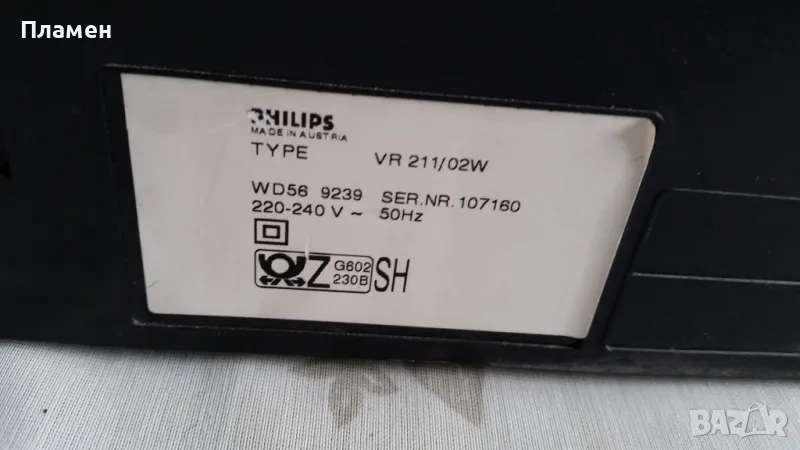 Пламен
PHILIPS
MADE IN AUSTRIA
TYPE VR 211/02W
WD56 9239 SER.NR.107160
220-240 V ~ 50Hz
Z G602 230B SH
BAZAR